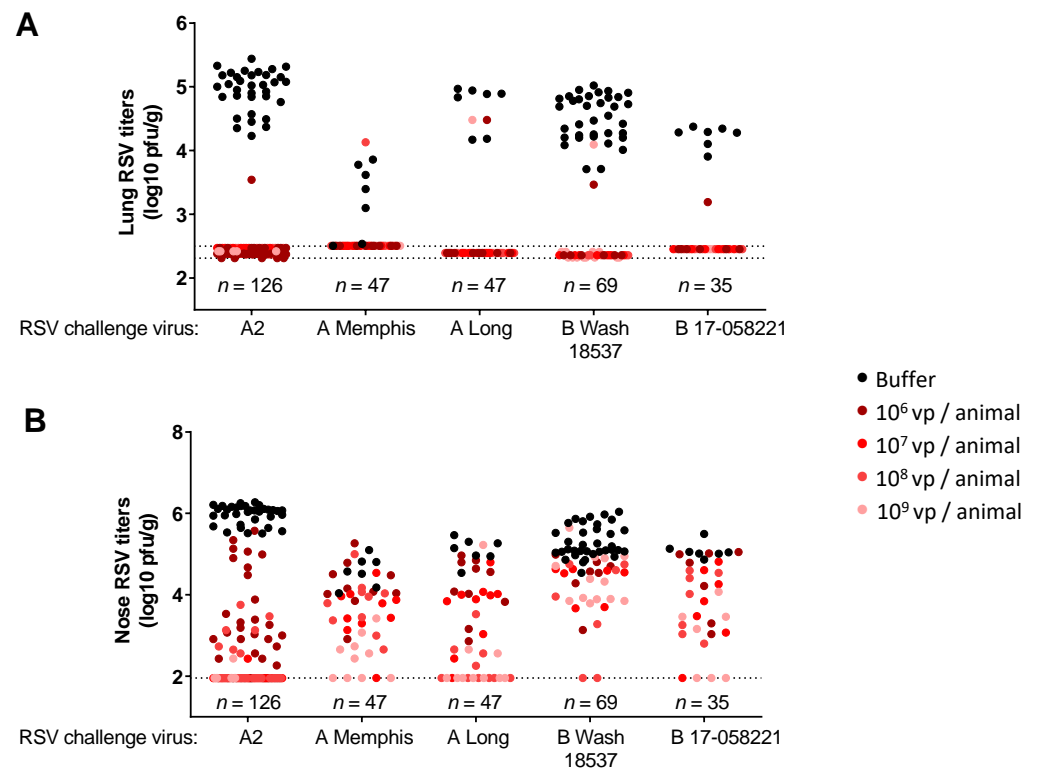 A
Lung RSV titers
(log10 pfu/g)
6
5
4
3
2
n = 126 n = 47 n = 47 n = 69 n = 35
RSV challenge virus: A2 A Memphis A Long B Wash 18537 B 17-058221
Buffer
10⁶ vp / animal
10⁷ vp / animal
10⁸ vp / animal
10⁹ vp / animal
B
Nose RSV titers
(log10 pfu/g)
8
6
4
2
n = 126 n = 47 n = 47 n = 69 n = 35
RSV challenge virus: A2 A Memphis A Long B Wash 18537 B 17-058221